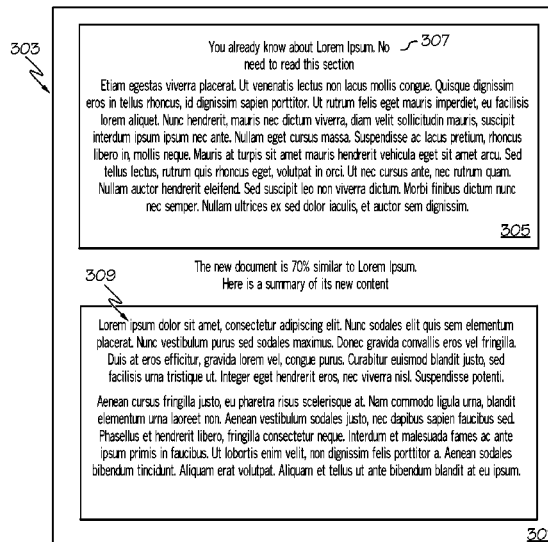 303
You already know about Lorem Ipsum. No
307
need to read this section
Etiam egestas viverra placerat. Ut venenatis lectus non lacus mollis congue. Quisque dignissim
eros in tellus rhoncus, id dignissim sapien porttitor. Ut rutrum felis eget mauris imperdiet, eu facilisis
lorem aliquet. Nunc hendrerit, mauris nec dictum viverra, diam velit sollicitudin mauris, suscipit
interdum ipsum ipsum nec ante. Nullam eget cursus massa. Suspendisse ac lacus pretium, rhoncus
libero in, mollis neque. Mauris at turpis sit amet mauris hendrerit vehicula eget sit amet arcu. Sed
tellus lectus, rutrum quis rhoncus eget, volutpat in orci. Ut nec cursus ante, nec rutrum quam.
Nullam auctor hendrerit eleifend. Sed suscipit leo non viverra dictum. Morbi finibus dictum nunc
nec semper. Nullam ultrices ex sed dolor iaculis, et auctor sem dignissim.
305
The new document is 70% similar to Lorem Ipsum.
Here is a summary of its new content
309
Lorem ipsum dolor sit amet, consectetur adipiscing elit. Nunc sodales elit quis sem elementum
placerat. Nunc vestibulum purus sed sodales maximus. Donec gravida convallis eros vel fringilla.
Duis at eros efficitur, gravida lorem vel, congue purus. Curabitur euismod blandit justo, sed
facilisis urna tristique ut. Integer eget hendrerit eros, nec viverra nisl. Suspendisse potenti.
Aenean cursus fringilla justo, eu pharetra risus scelerisque at. Nam commodo ligula urna, blandit
elementum urna laoreet non. Aenean vestibulum sodales justo, nec dapibus sapien faucibus sed.
Phasellus et hendrerit libero, fringilla consectetur neque. Interdum et malesuada fames ac ante
ipsum primis in faucibus. Ut lobortis enim velit, non dignissim felis porttitor a. Aenean sodales
bibendum tincidunt. Aliquam erat volutpat. Aliquam et tellus ut ante bibendum blandit at eu ipsum.